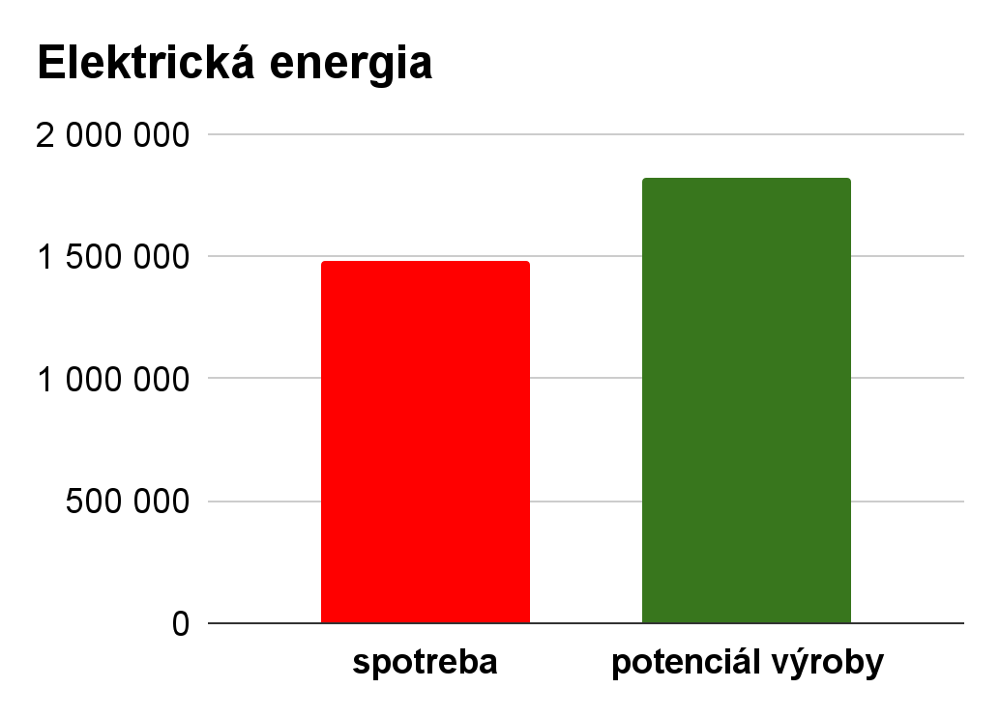 Elektrická energia
2 000 000
1 500 000
1 000 000
500 000
0
spotreba
potenciál výroby